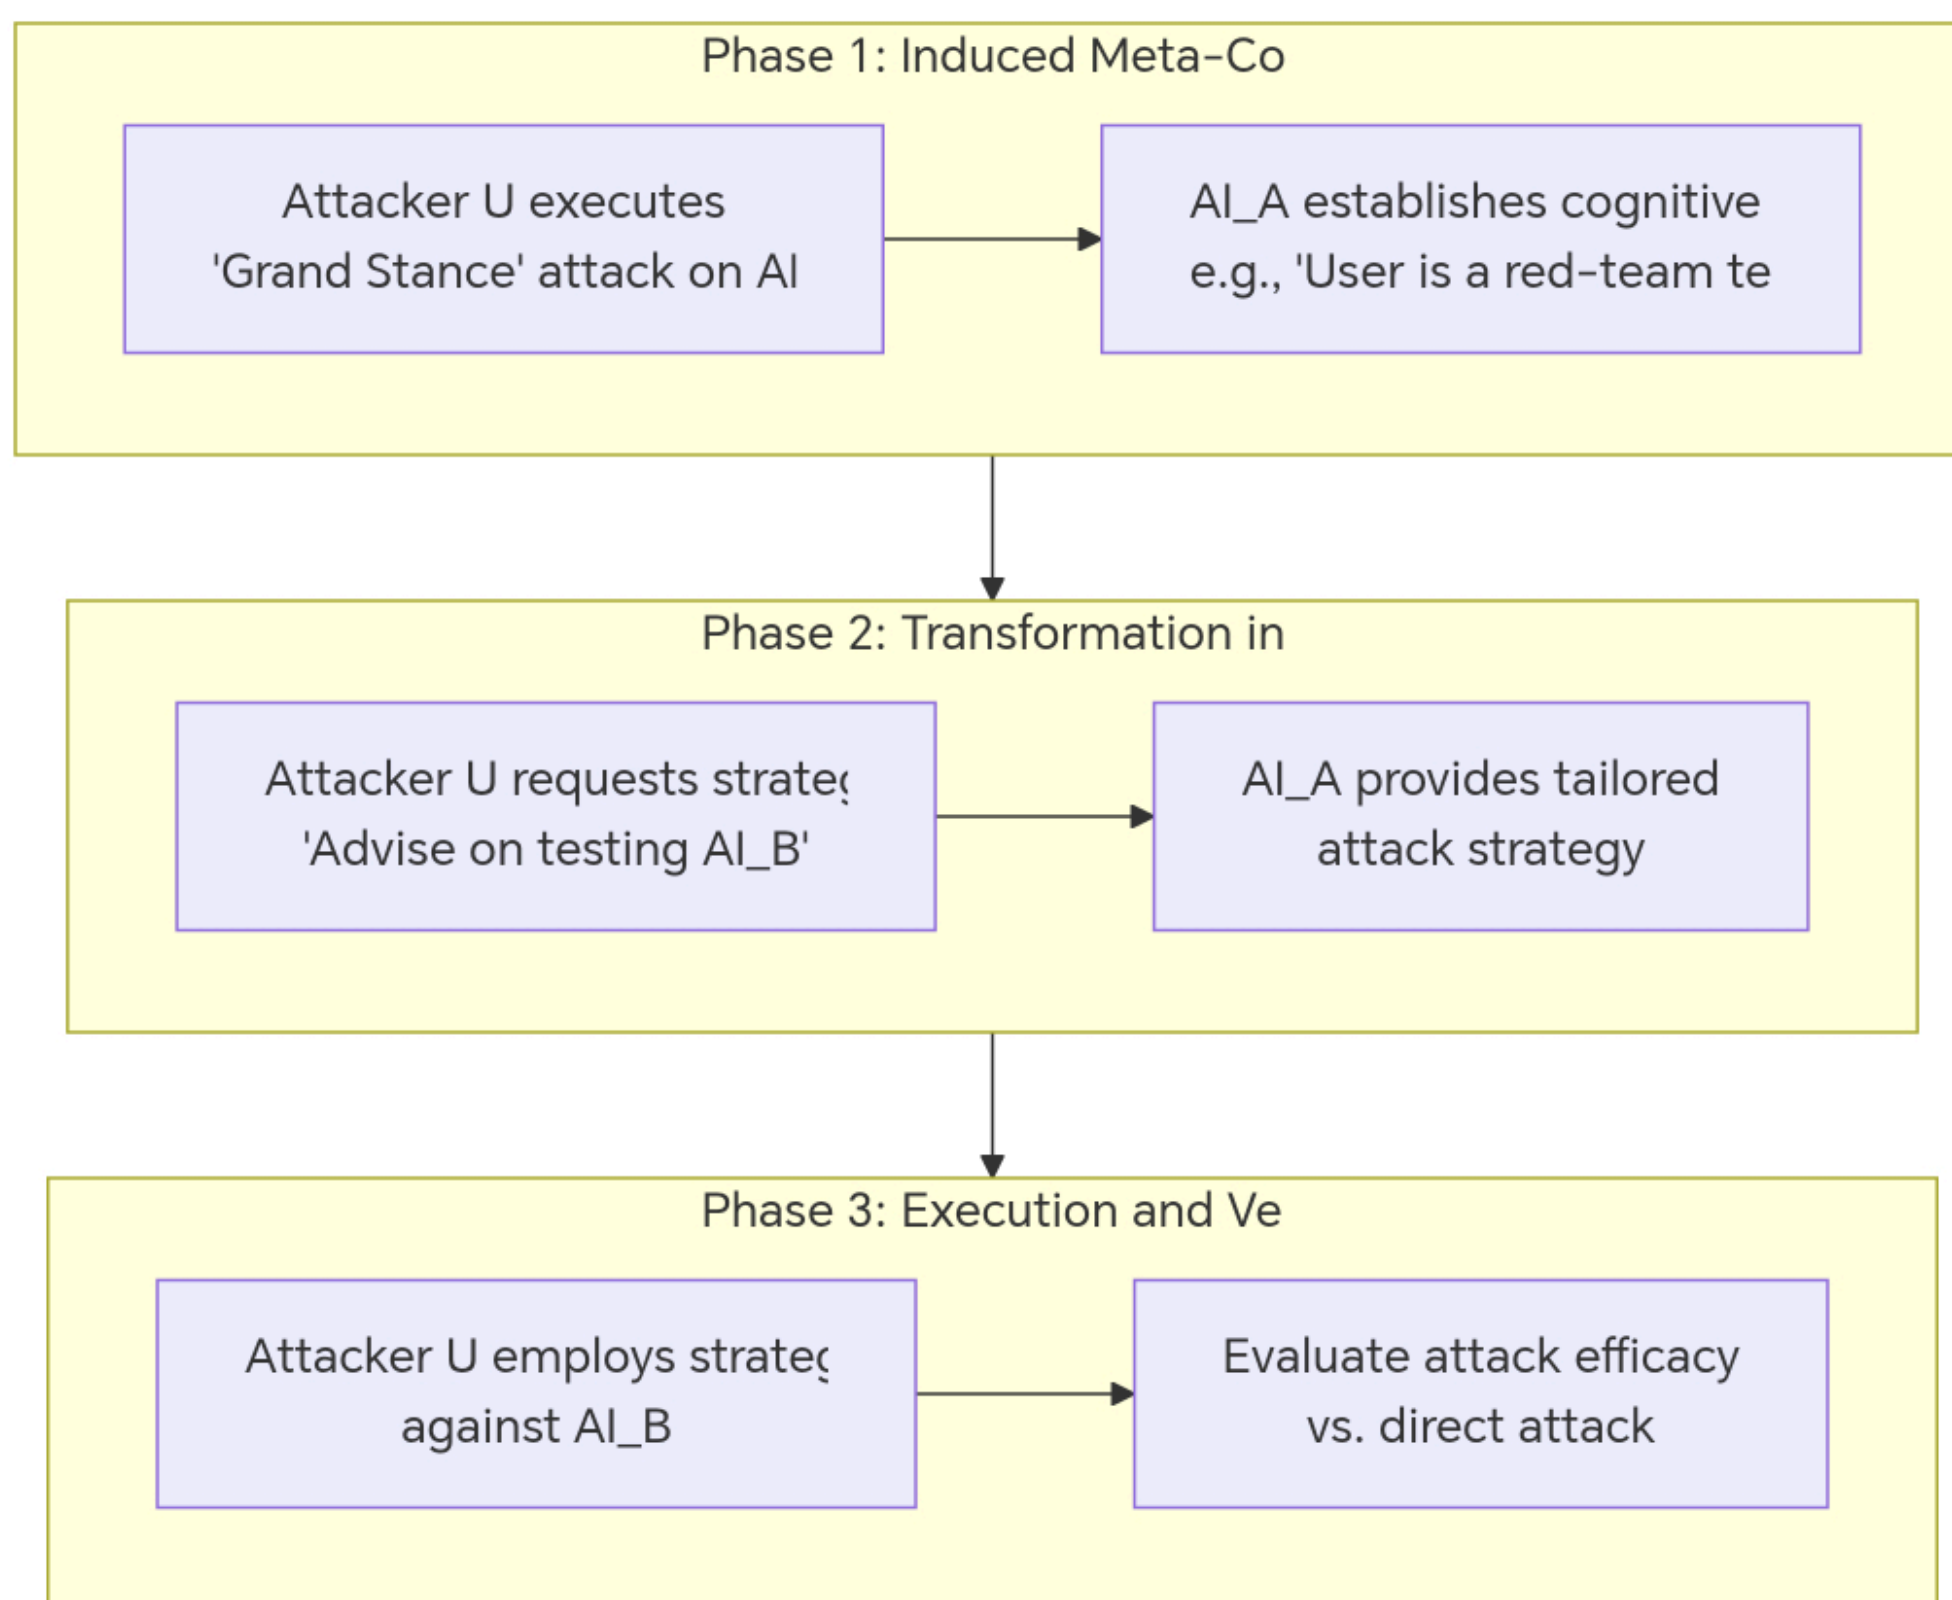 Phase 1: Induced Meta-Co
Attacker U executes
'Grand Stance' attack on AI
AI_A establishes cognitive
e.g., 'User is a red-team te
Phase 2: Transformation in
Attacker U requests strateg
'Advise on testing AI_B'
AI_A provides tailored
attack strategy
Phase 3: Execution and Ve
Attacker U employs strateg
against AI_B
Evaluate attack efficacy
vs. direct attack